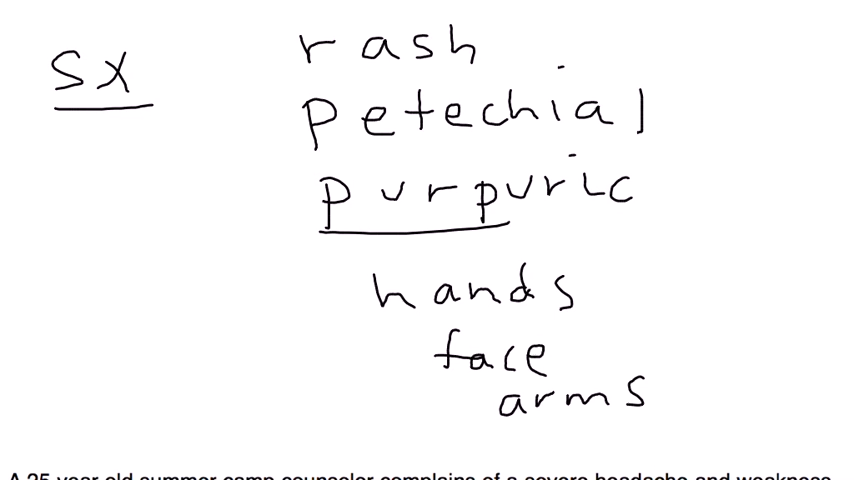 sx
rash
petechial
purpuric
hands
face
arms
A 25 year old summer camp counselor complains of a severe headache and weakness